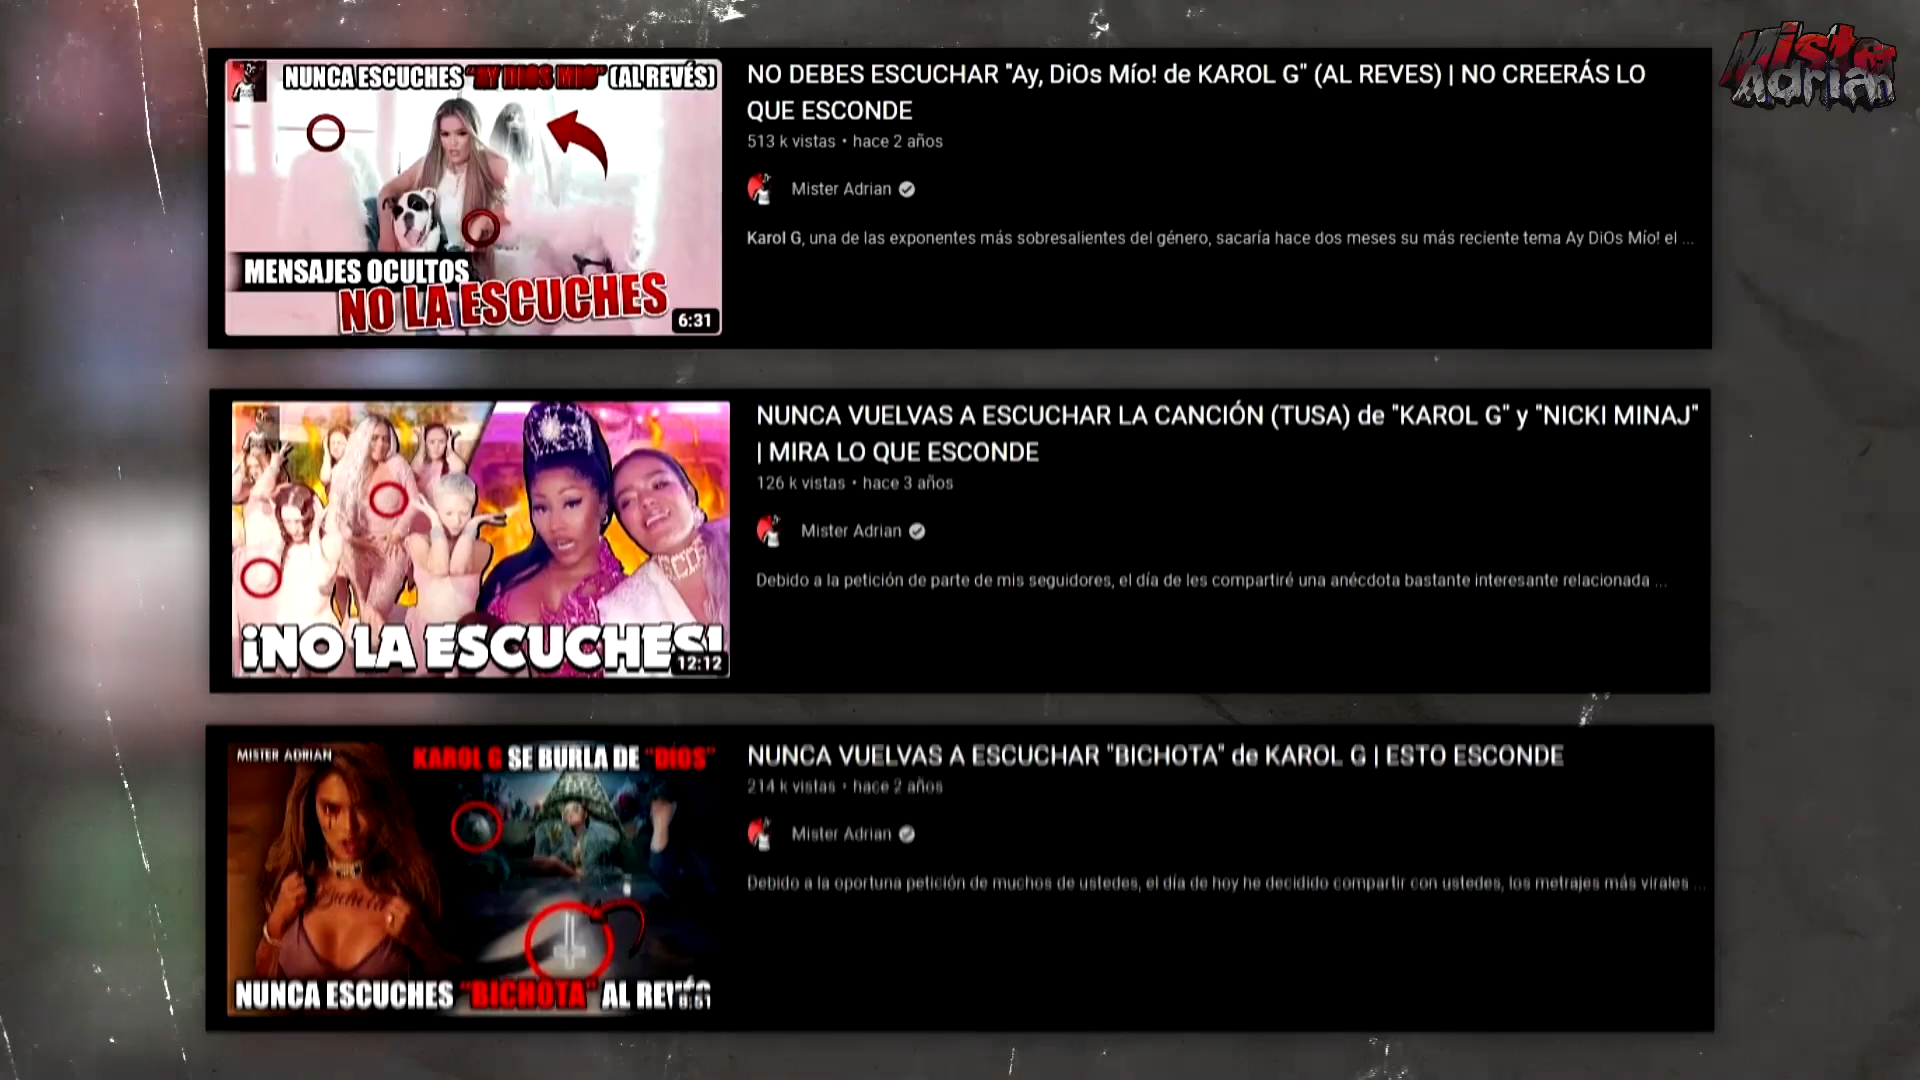 Mister
Adrian
NUNCA ESCUCHES "AY DIOS MIO" (AL REVÉS)
MENSAJES OCULTOS
NO LA ESCUCHES
6:31
NO DEBES ESCUCHAR "Ay, DiOs Mío! de KAROL G" (AL REVES) | NO CREERÁS LO
QUE ESCONDE
513 k vistas • hace 2 años
Mister Adrian
Karol G, una de las exponentes más sobresalientes del género, sacaría hace dos meses su más reciente tema Ay DiOs Mío! el ...
¡NO LA ESCUCHES!
12:12
NUNCA VUELVAS A ESCUCHAR LA CANCIÓN (TUSA) de "KAROL G" y "NICKI MINAJ"
| MIRA LO QUE ESCONDE
126 k vistas • hace 3 años
Mister Adrian
Debido a la petición de parte de mis seguidores, el día de les compartiré una anécdota bastante interesante relacionada ...
MISTER ADRIAN
KAROL G SE BURLA DE "DIOS"
Bichota
NUNCA ESCUCHES "BICHOTA" AL REVÉS
NUNCA VUELVAS A ESCUCHAR "BICHOTA" de KAROL G | ESTO ESCONDE
214 k vistas • hace 2 años
Mister Adrian
Debido a la oportuna petición de muchos de ustedes, el día de hoy he decidido compartir con ustedes, los metrajes más virales ...